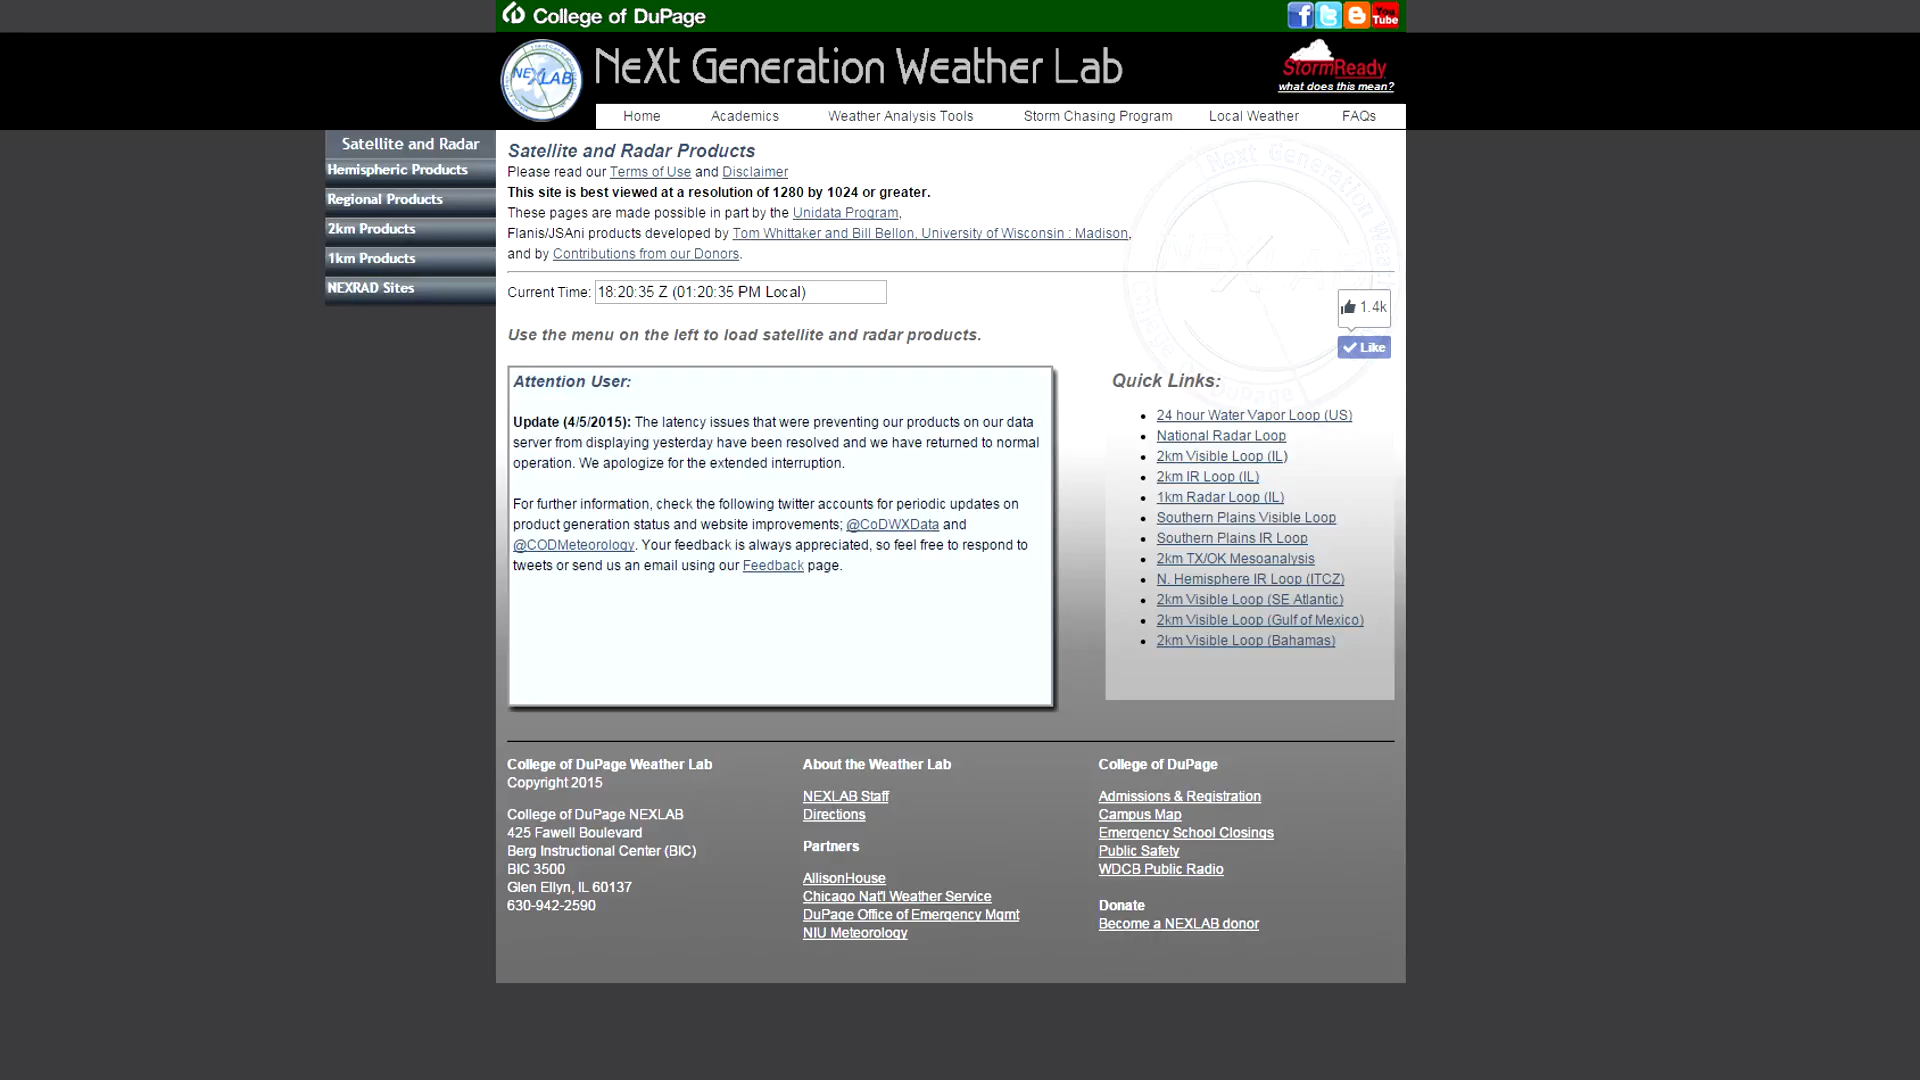 College of DuPage
You
Tube
NEXLAB
NeXt Generation Weather Lab
StormReady
what does this mean?
Home Academics Weather Analysis Tools Storm Chasing Program Local Weather FAQs
Satellite and Radar
Hemispheric Products
Regional Products
2km Products
1km Products
NEXRAD Sites
Satellite and Radar Products
Please read our Terms of Use and Disclaimer
This site is best viewed at a resolution of 1280 by 1024 or greater.
These pages are made possible in part by the Unidata Program,
Flanis/JSAni products developed by Tom Whittaker and Bill Bellon, University of Wisconsin : Madison,
and by Contributions from our Donors.
Current Time: 18:20:35 Z (01:20:35 PM Local)
1.4k
Like
Use the menu on the left to load satellite and radar products.
Attention User:
Update (4/5/2015): The latency issues that were preventing our products on our data
server from displaying yesterday have been resolved and we have returned to normal
operation. We apologize for the extended interruption.
For further information, check the following twitter accounts for periodic updates on
product generation status and website improvements; @CoDWXData and
@CODMeteorology. Your feedback is always appreciated, so feel free to respond to
tweets or send us an email using our Feedback page.
Quick Links:
24 hour Water Vapor Loop (US)
National Radar Loop
2km Visible Loop (IL)
2km IR Loop (IL)
1km Radar Loop (IL)
Southern Plains Visible Loop
Southern Plains IR Loop
2km TX/OK Mesoanalysis
N. Hemisphere IR Loop (ITCZ)
2km Visible Loop (SE Atlantic)
2km Visible Loop (Gulf of Mexico)
2km Visible Loop (Bahamas)
College of DuPage Weather Lab
Copyright 2015
College of DuPage NEXLAB
425 Fawell Boulevard
Berg Instructional Center (BIC)
BIC 3500
Glen Ellyn, IL 60137
630-942-2590
About the Weather Lab
NEXLAB Staff
Directions
Partners
AllisonHouse
Chicago Nat'l Weather Service
DuPage Office of Emergency Mgmt
NIU Meteorology
College of DuPage
Admissions & Registration
Campus Map
Emergency School Closings
Public Safety
WDCB Public Radio
Donate
Become a NEXLAB donor